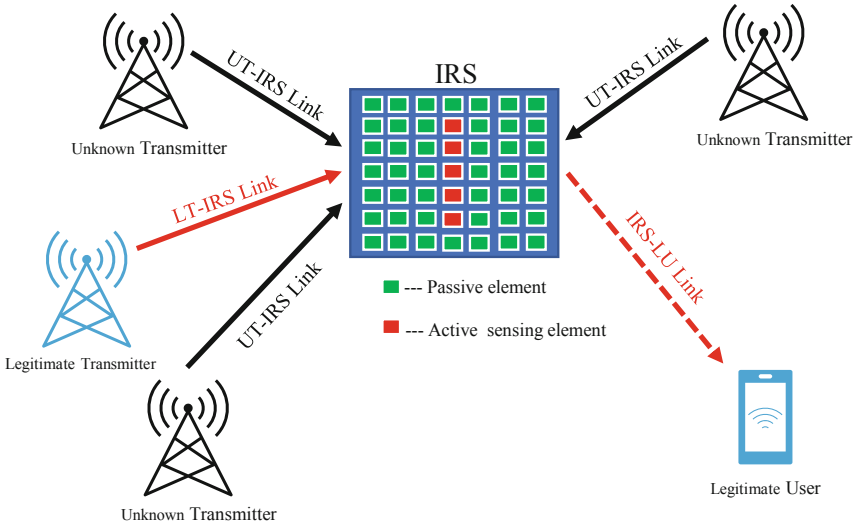 IRS
UT-IRS Link
UT-IRS Link
Unknown Transmitter
Unknown Transmitter
LT-IRS Link
IRS-LU Link
UT-IRS Link
--- Passive element
--- Active sensing element
Legitimate Transmitter
Legitimate User
Unknown Transmitter